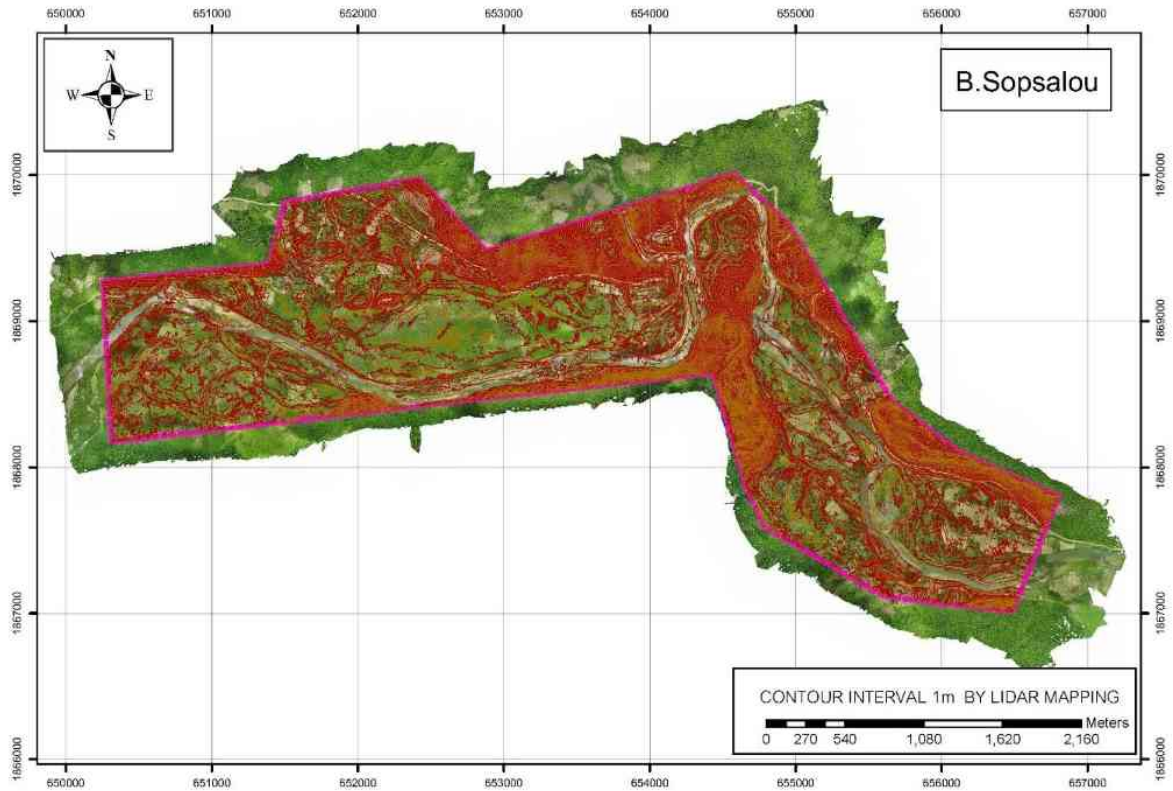 650000 651000 652000 653000 654000 655000 656000 657000
N
W E
S
B.Sopsalou
1870000 1870000
1869000 1869000
1868000 1868000
1867000 1867000
1866000 1866000
CONTOUR INTERVAL 1m BY LIDAR MAPPING
Meters
0 270 540 1,080 1,620 2,160
650000 651000 652000 653000 654000 655000 656000 657000